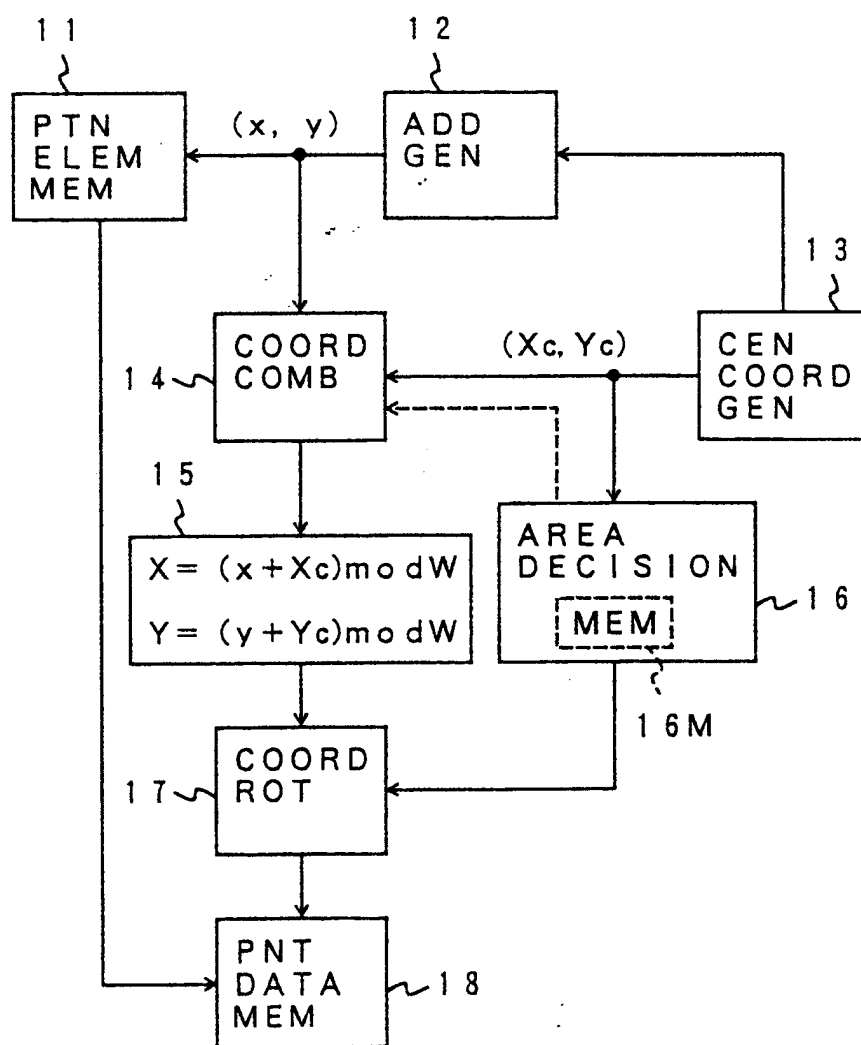 11
12
PTN
ELEM
MEM
(x, y)
ADD
GEN
13
COORD
COMB
14
(Xc, Yc)
CEN
COORD
GEN
15
X= (x+Xc)modW
Y= (y+Yc)modW
AREA
DECISION
MEM
16
16M
COORD
ROT
17
PNT
DATA
MEM
18